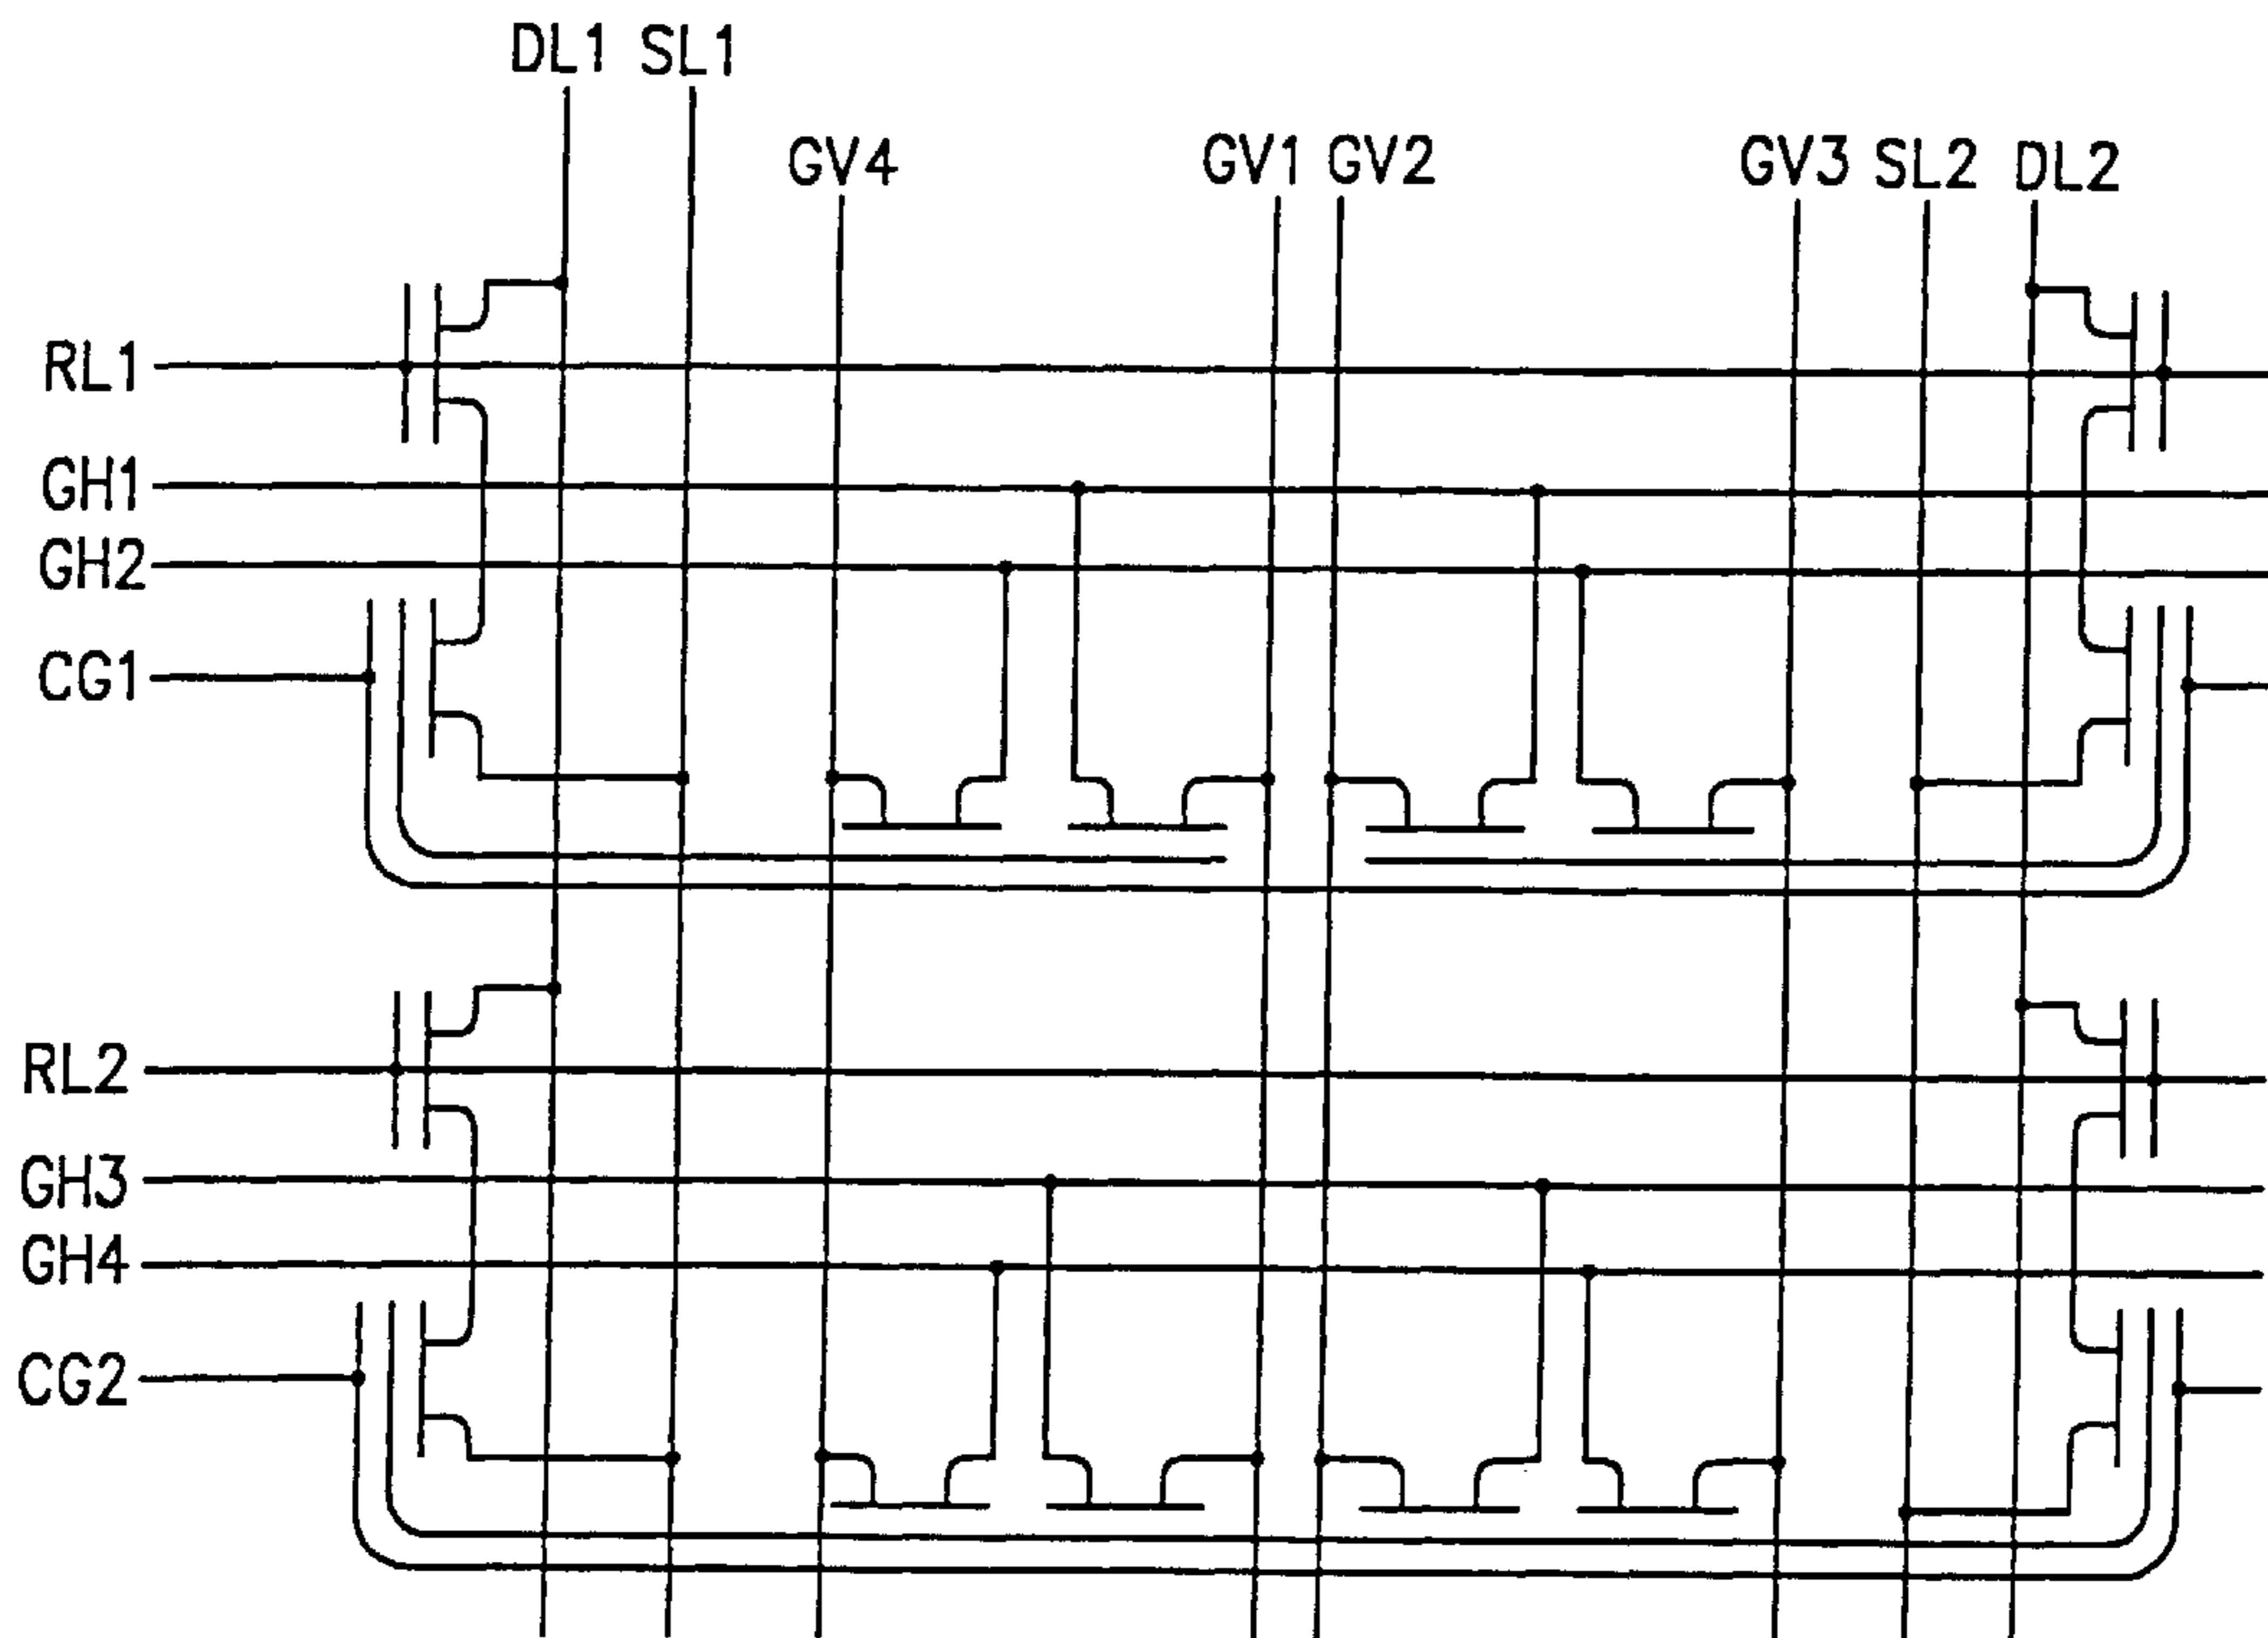 DL1 SL1
GV4 GV1 GV2 GV3 SL2 DL2
RL1
GH1
GH2
CG1
RL2
GH3
GH4
CG2